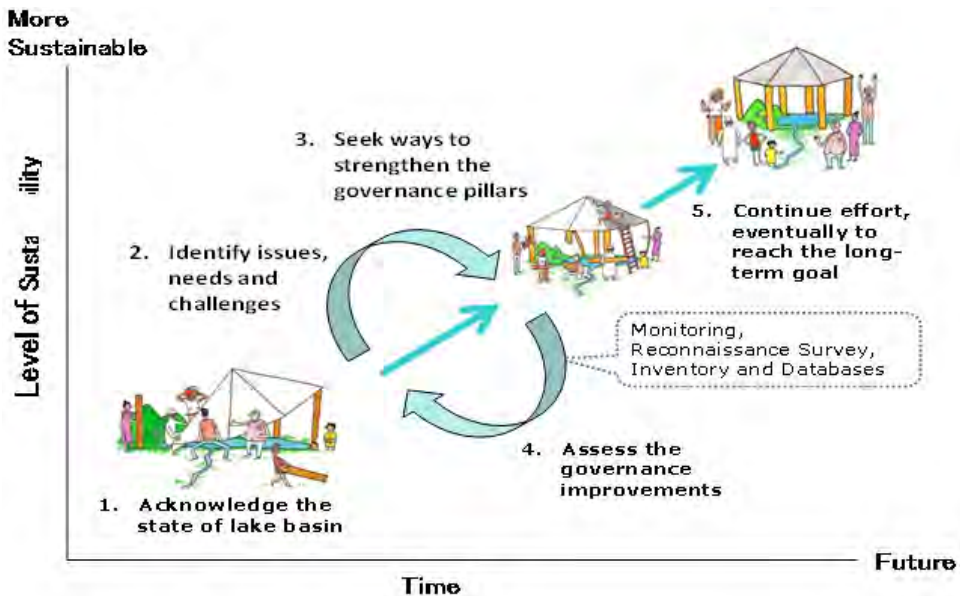 More
Sustainable
Level of Susta ility
3. Seek ways to
strengthen the
governance pillars
2. Identify issues,
needs and
challenges
5. Continue effort,
eventually to
reach the long-
term goal
Monitoring,
Reconnaissance Survey,
Inventory and Databases
4. Assess the
governance
improvements
1. Acknowledge the
state of lake basin
Future
Time